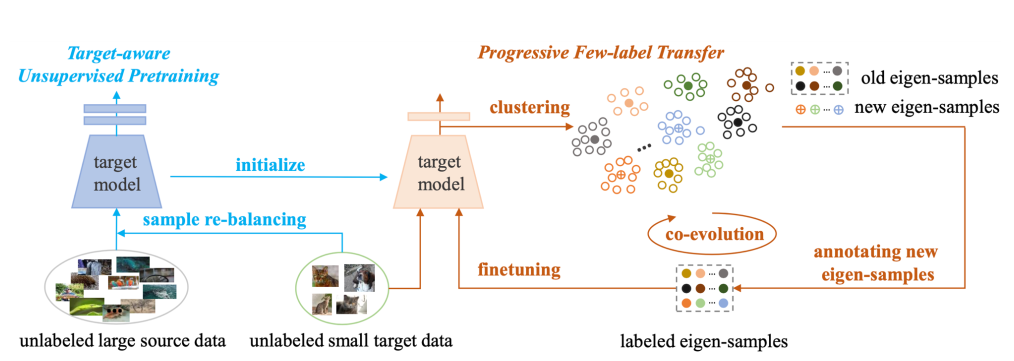 Target-aware
Unsupervised Pretraining
Progressive Few-label Transfer
clustering
old eigen-samples
new eigen-samples
target
model
initialize
target
model
sample re-balancing
co-evolution
annotating new
eigen-samples
finetuning
unlabeled large source data
unlabeled small target data
labeled eigen-samples